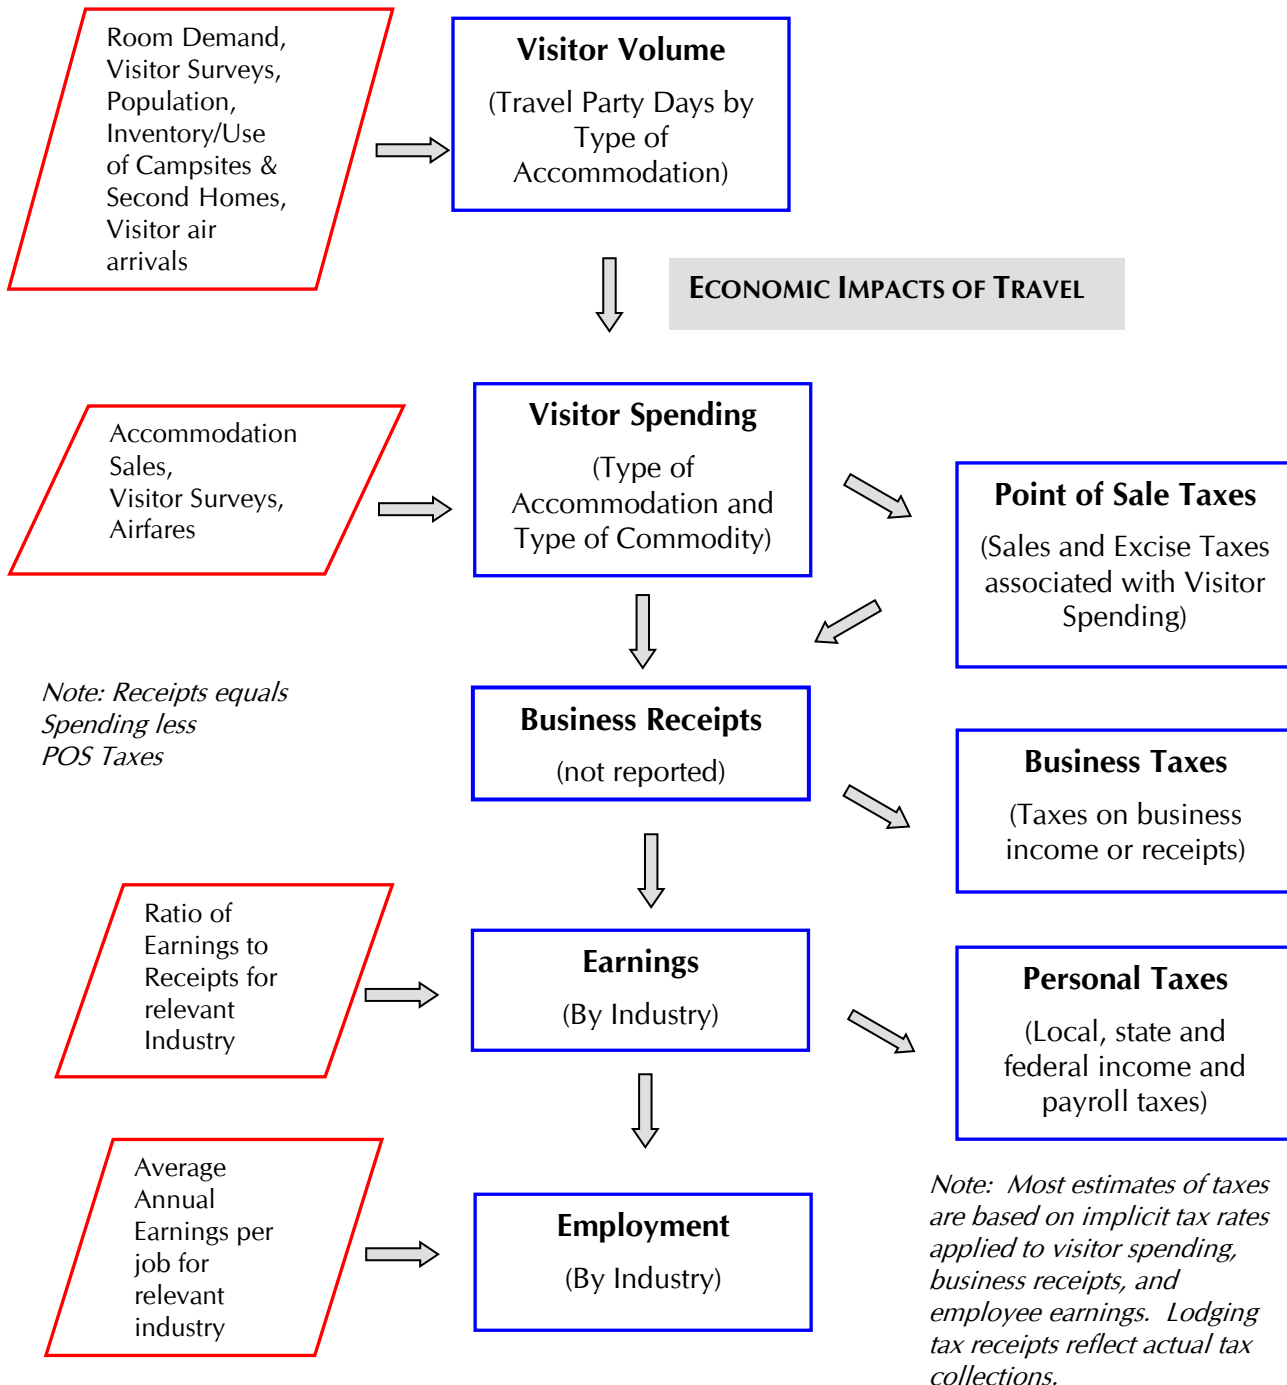 Room Demand,
Visitor Surveys,
Population,
Inventory/Use
of Campsites &
Second Homes,
Visitor air
arrivals
Visitor Volume
(Travel Party Days by
Type of
Accommodation)
ECONOMIC IMPACTS OF TRAVEL
Accommodation
Sales,
Visitor Surveys,
Airfares
Visitor Spending
(Type of
Accommodation and
Type of Commodity)
Point of Sale Taxes
(Sales and Excise Taxes
associated with Visitor
Spending)
Note: Receipts equals
Spending less
POS Taxes
Business Receipts
(not reported)
Business Taxes
(Taxes on business
income or receipts)
Ratio of
Earnings to
Receipts for
relevant
Industry
Earnings
(By Industry)
Personal Taxes
(Local, state and
federal income and
payroll taxes)
Average
Annual
Earnings per
job for
relevant
industry
Employment
(By Industry)
Note:  Most estimates of taxes
are based on implicit tax rates
applied to visitor spending,
business receipts, and
employee earnings.  Lodging
tax receipts reflect actual tax
collections.